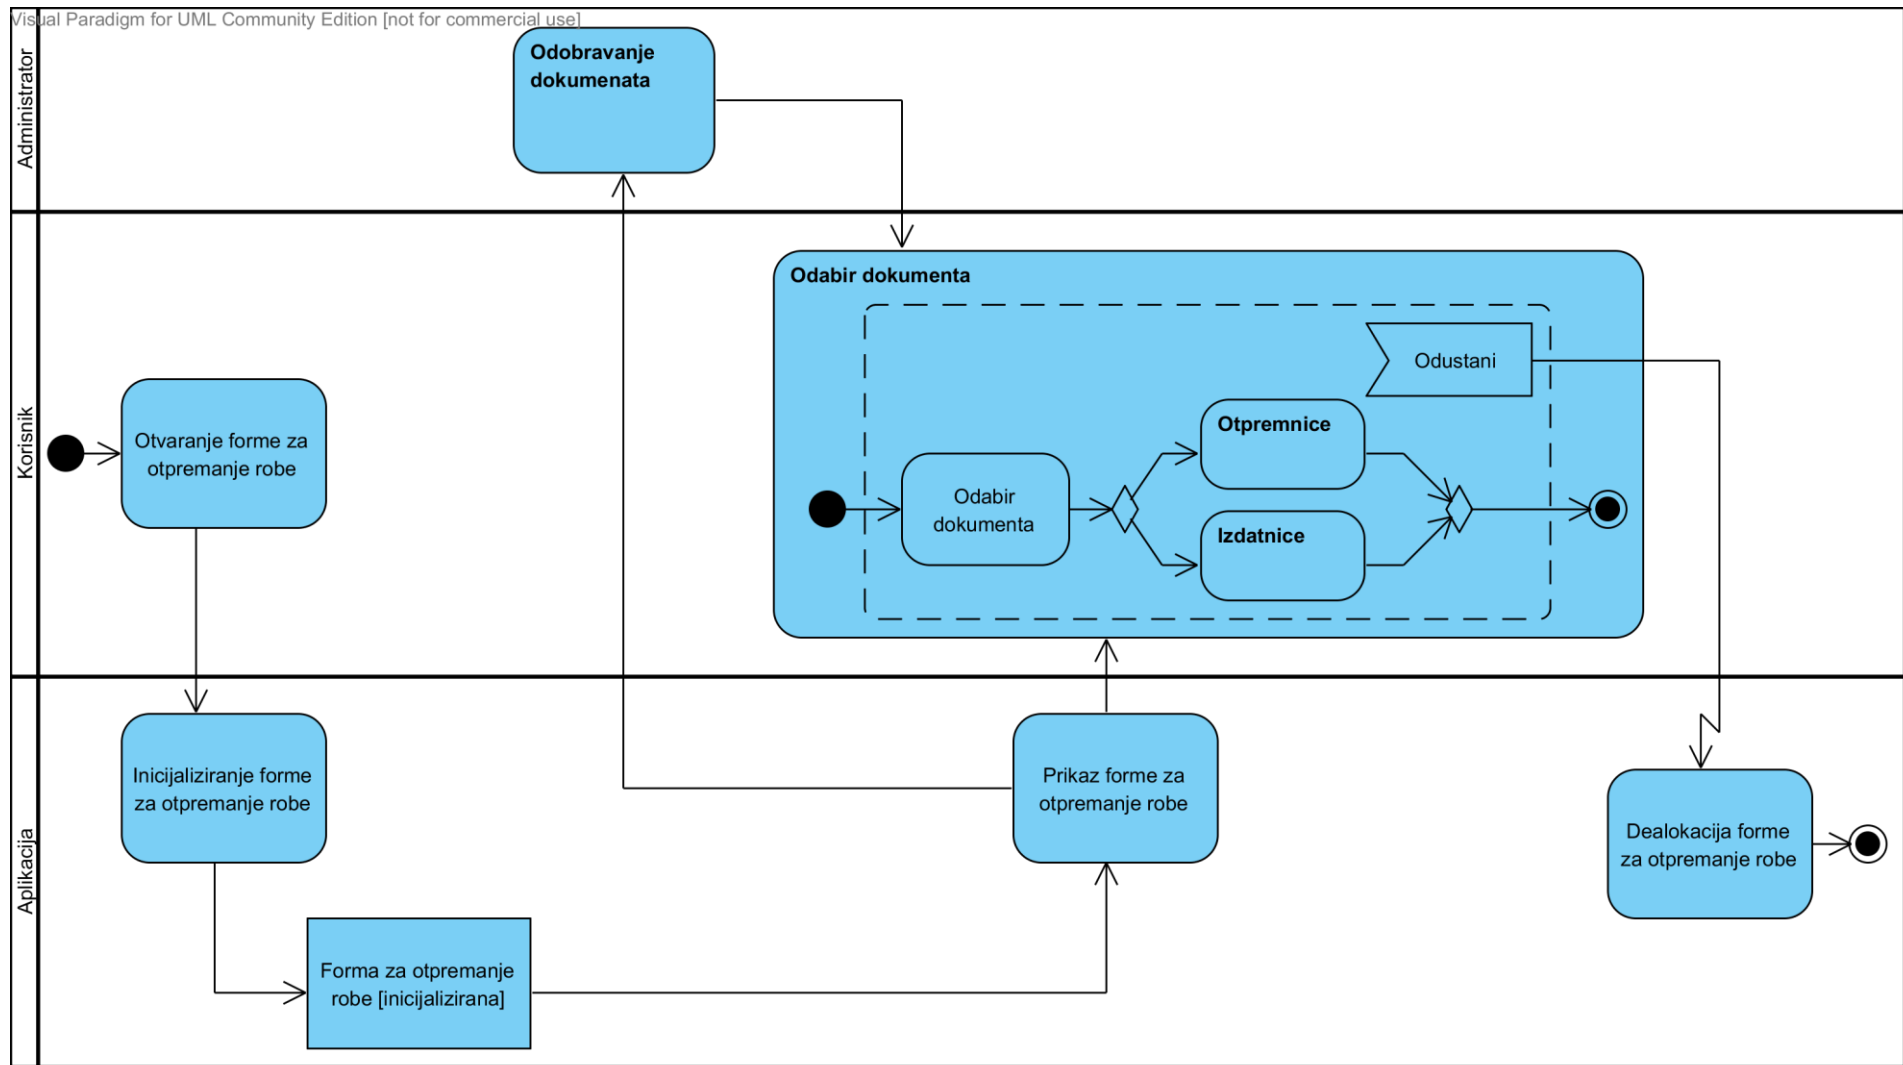 Visual Paradigm for UML Community Edition [not for commercial use]
Administrator
Odobravanje
dokumenata
Korisnik
Otvaranje forme za
otpremanje robe
Odabir dokumenta
Odustani
Odabir
dokumenta
Otpremnice
Izdatnice
Aplikacija
Inicijaliziranje forme
za otpremanje robe
Forma za otpremanje
robe [inicijalizirana]
Prikaz forme za
otpremanje robe
Dealokacija forme
za otpremanje robe